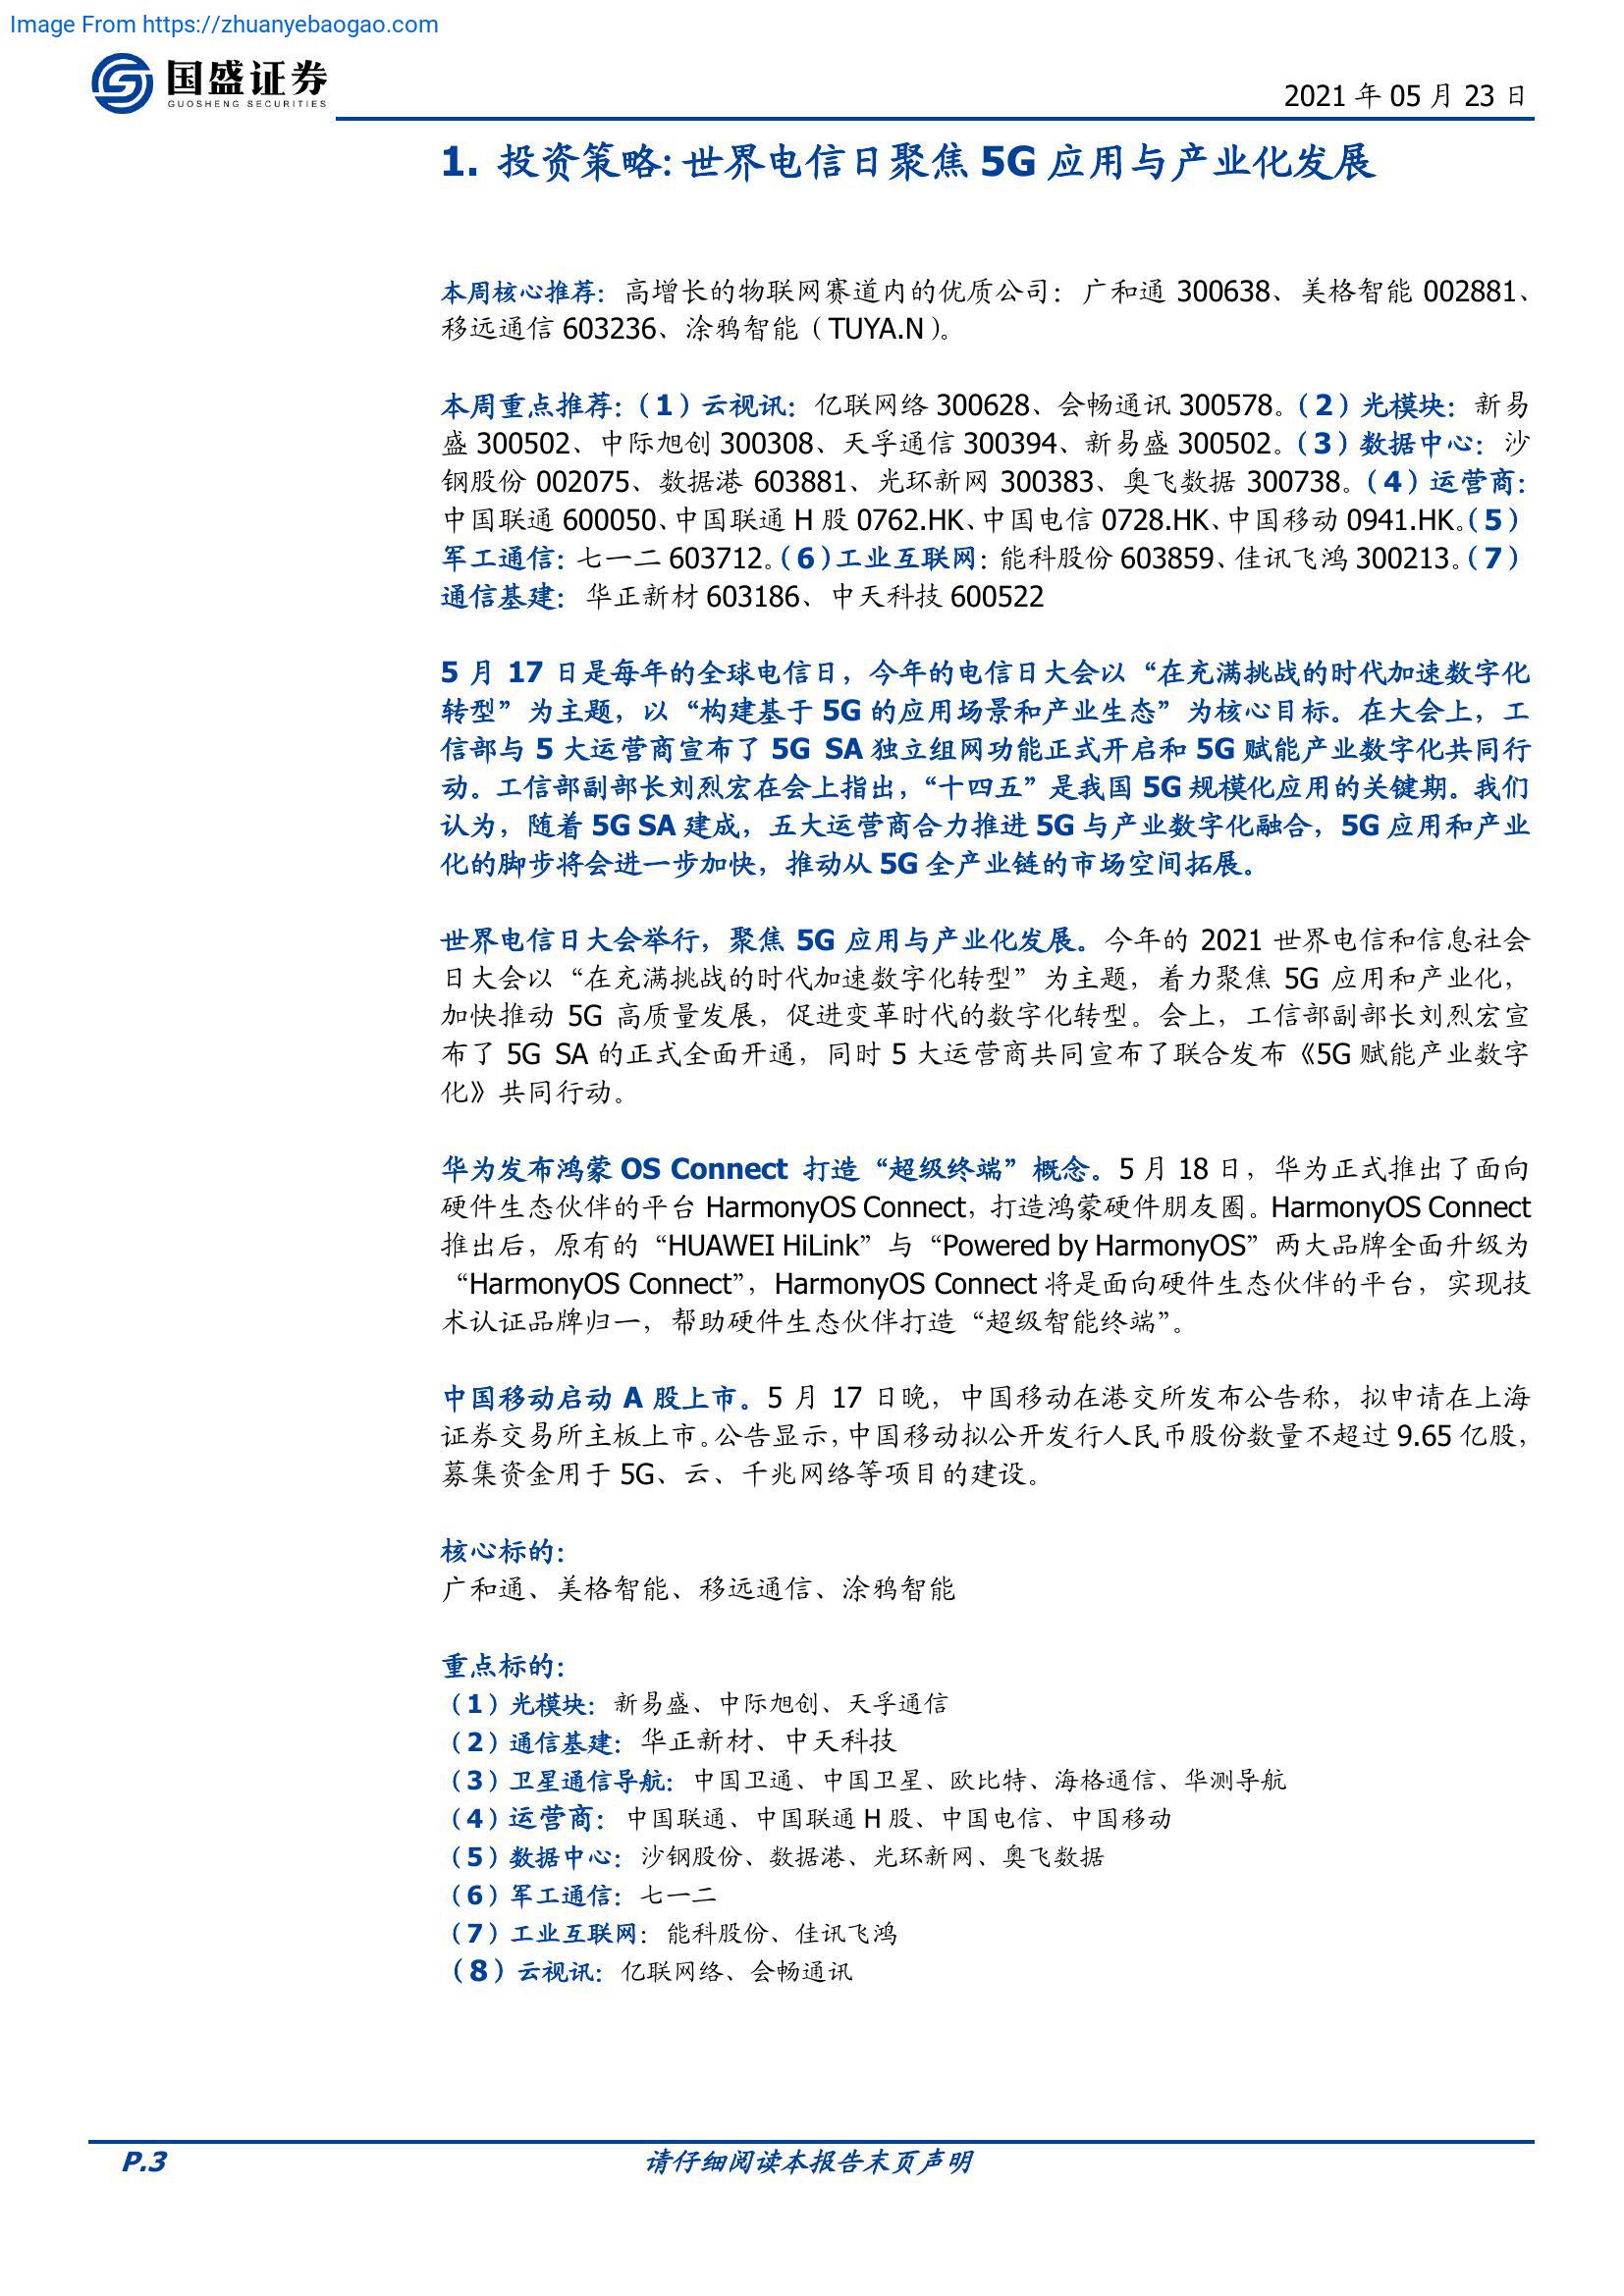 Image From https://zhuanyebaogao.com
国盛证券
GUOSHENG SECURITIES
2021 年 05 月 23 日
1. 投资策略：世界电信日聚焦 5G 应用与产业化发展
本周核心推荐：高增长的物联网赛道内的优质公司：广和通 300638、美格智能 002881、
移远通信 603236、涂鸦智能（TUYA.N）。
本周重点推荐：（1）云视讯：亿联网络 300628、会畅通讯 300578。（2）光模块：新易
盛 300502、中际旭创 300308、天孚通信 300394、新易盛 300502。（3）数据中心：沙
钢股份 002075、数据港 603881、光环新网 300383、奥飞数据 300738。（4）运营商：
中国联通 600050、中国联通 H 股 0762.HK、中国电信 0728.HK、中国移动 0941.HK。（5）
军工通信：七一二 603712。（6）工业互联网：能科股份 603859、佳讯飞鸿 300213。（7）
通信基建：华正新材 603186、中天科技 600522
5 月 17 日是每年的全球电信日，今年的电信日大会以“在充满挑战的时代加速数字化
转型”为主题，以“构建基于 5G 的应用场景和产业生态”为核心目标。在大会上，工
信部与 5 大运营商宣布了 5G SA 独立组网功能正式开启和 5G 赋能产业数字化共同行
动。工信部副部长刘烈宏在会上指出，“十四五”是我国 5G 规模化应用的关键期。我们
认为，随着 5G SA 建成，五大运营商合力推进 5G 与产业数字化融合，5G 应用和产业
化的脚步将会进一步加快，推动从 5G 全产业链的市场空间拓展。
世界电信日大会举行，聚焦 5G 应用与产业化发展。今年的 2021 世界电信和信息社会
日大会以“在充满挑战的时代加速数字化转型”为主题，着力聚焦 5G 应用和产业化，
加快推动 5G 高质量发展，促进变革时代的数字化转型。会上，工信部副部长刘烈宏宣
布了 5G SA 的正式全面开通，同时 5 大运营商共同宣布了联合发布《5G 赋能产业数字
化》共同行动。
华为发布鸿蒙 OS Connect 打造“超级终端”概念。5 月 18 日，华为正式推出了面向
硬件生态伙伴的平台 HarmonyOS Connect，打造鸿蒙硬件朋友圈。HarmonyOS Connect
推出后，原有的“HUAWEI HiLink”与“Powered by HarmonyOS”两大品牌全面升级为
“HarmonyOS Connect”，HarmonyOS Connect 将是面向硬件生态伙伴的平台，实现技
术认证品牌归一，帮助硬件生态伙伴打造“超级智能终端”。
中国移动启动 A 股上市。5 月 17 日晚，中国移动在港交所发布公告称，拟申请在上海
证券交易所主板上市。公告显示，中国移动拟公开发行人民币股份数量不超过 9.65 亿股，
募集资金用于 5G、云、千兆网络等项目的建设。
核心标的：
广和通、美格智能、移远通信、涂鸦智能
重点标的：
（1）光模块：新易盛、中际旭创、天孚通信
（2）通信基建：华正新材、中天科技
（3）卫星通信导航：中国卫通、中国卫星、欧比特、海格通信、华测导航
（4）运营商：中国联通、中国联通 H 股、中国电信、中国移动
（5）数据中心：沙钢股份、数据港、光环新网、奥飞数据
（6）军工通信：七一二
（7）工业互联网：能科股份、佳讯飞鸿
（8）云视讯：亿联网络、会畅通讯
P.3
请仔细阅读本报告末页声明